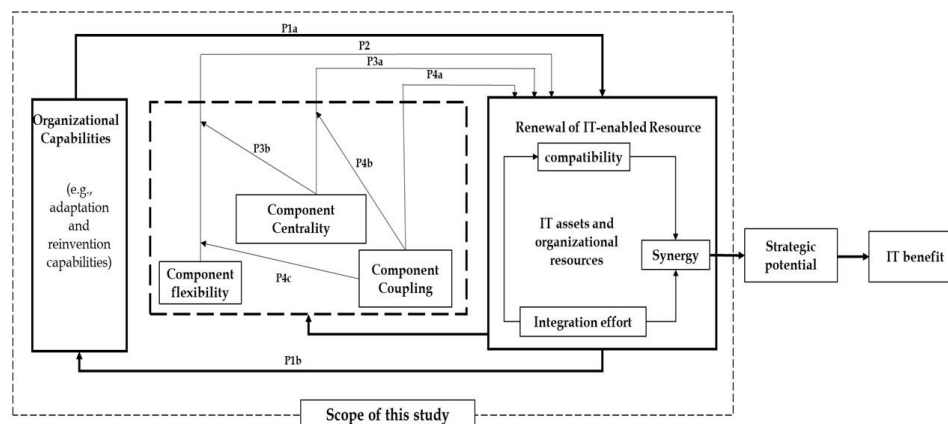 P1a
P2
P3a
P4a
Organizational
Capabilities
(e.g.,
adaptation
and
reinvention
capabilities)
P3b
P4b
Component
Centrality
Component
flexibility
P4c
Component
Coupling
Renewal of IT-enabled Resource
compatibility
IT assets and
organizational
resources
Synergy
Integration effort
Strategic
potential
IT benefit
P1b
Scope of this study